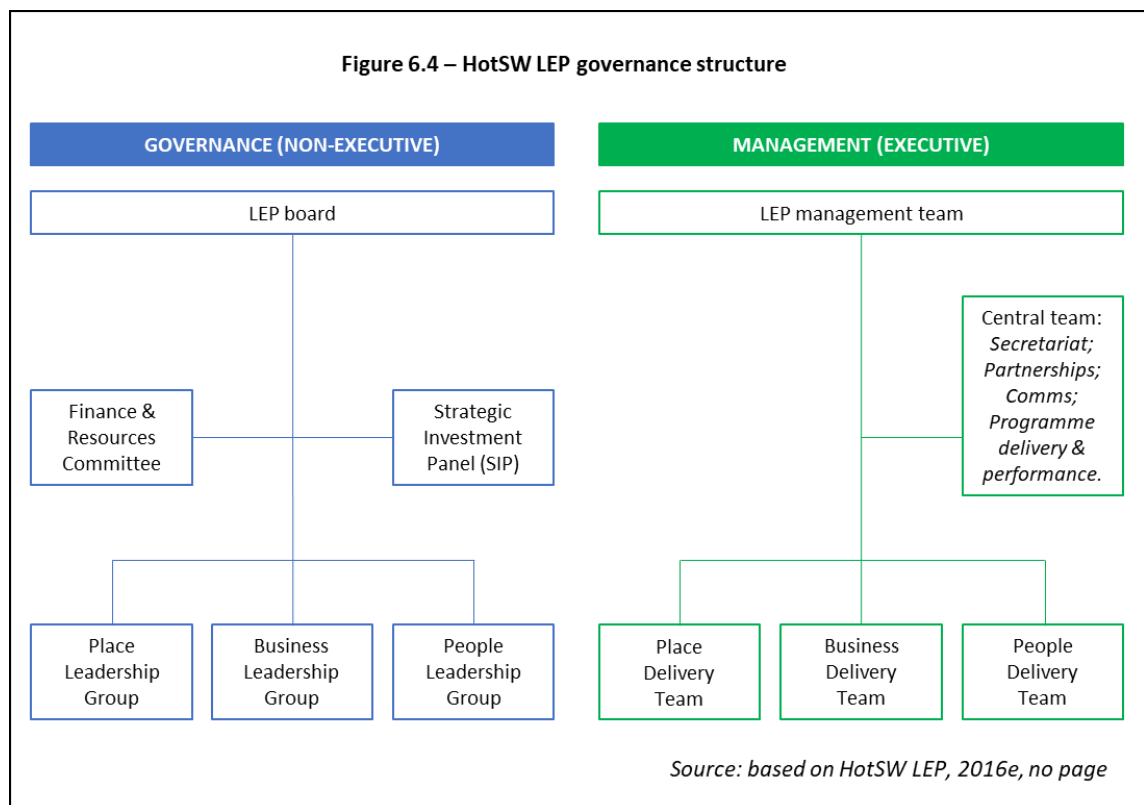 Figure 6.4 – HotSW LEP governance structure
GOVERNANCE (NON-EXECUTIVE)
LEP board
Finance &
Resources
Committee
Strategic
Investment
Panel (SIP)
Place
Leadership
Group
Business
Leadership
Group
People
Leadership
Group
MANAGEMENT (EXECUTIVE)
LEP management team
Central team:
Secretariat;
Partnerships;
Comms;
Programme
delivery &
performance.
Place
Delivery
Team
Business
Delivery
Team
People
Delivery
Team
Source: based on HotSW LEP, 2016e, no page